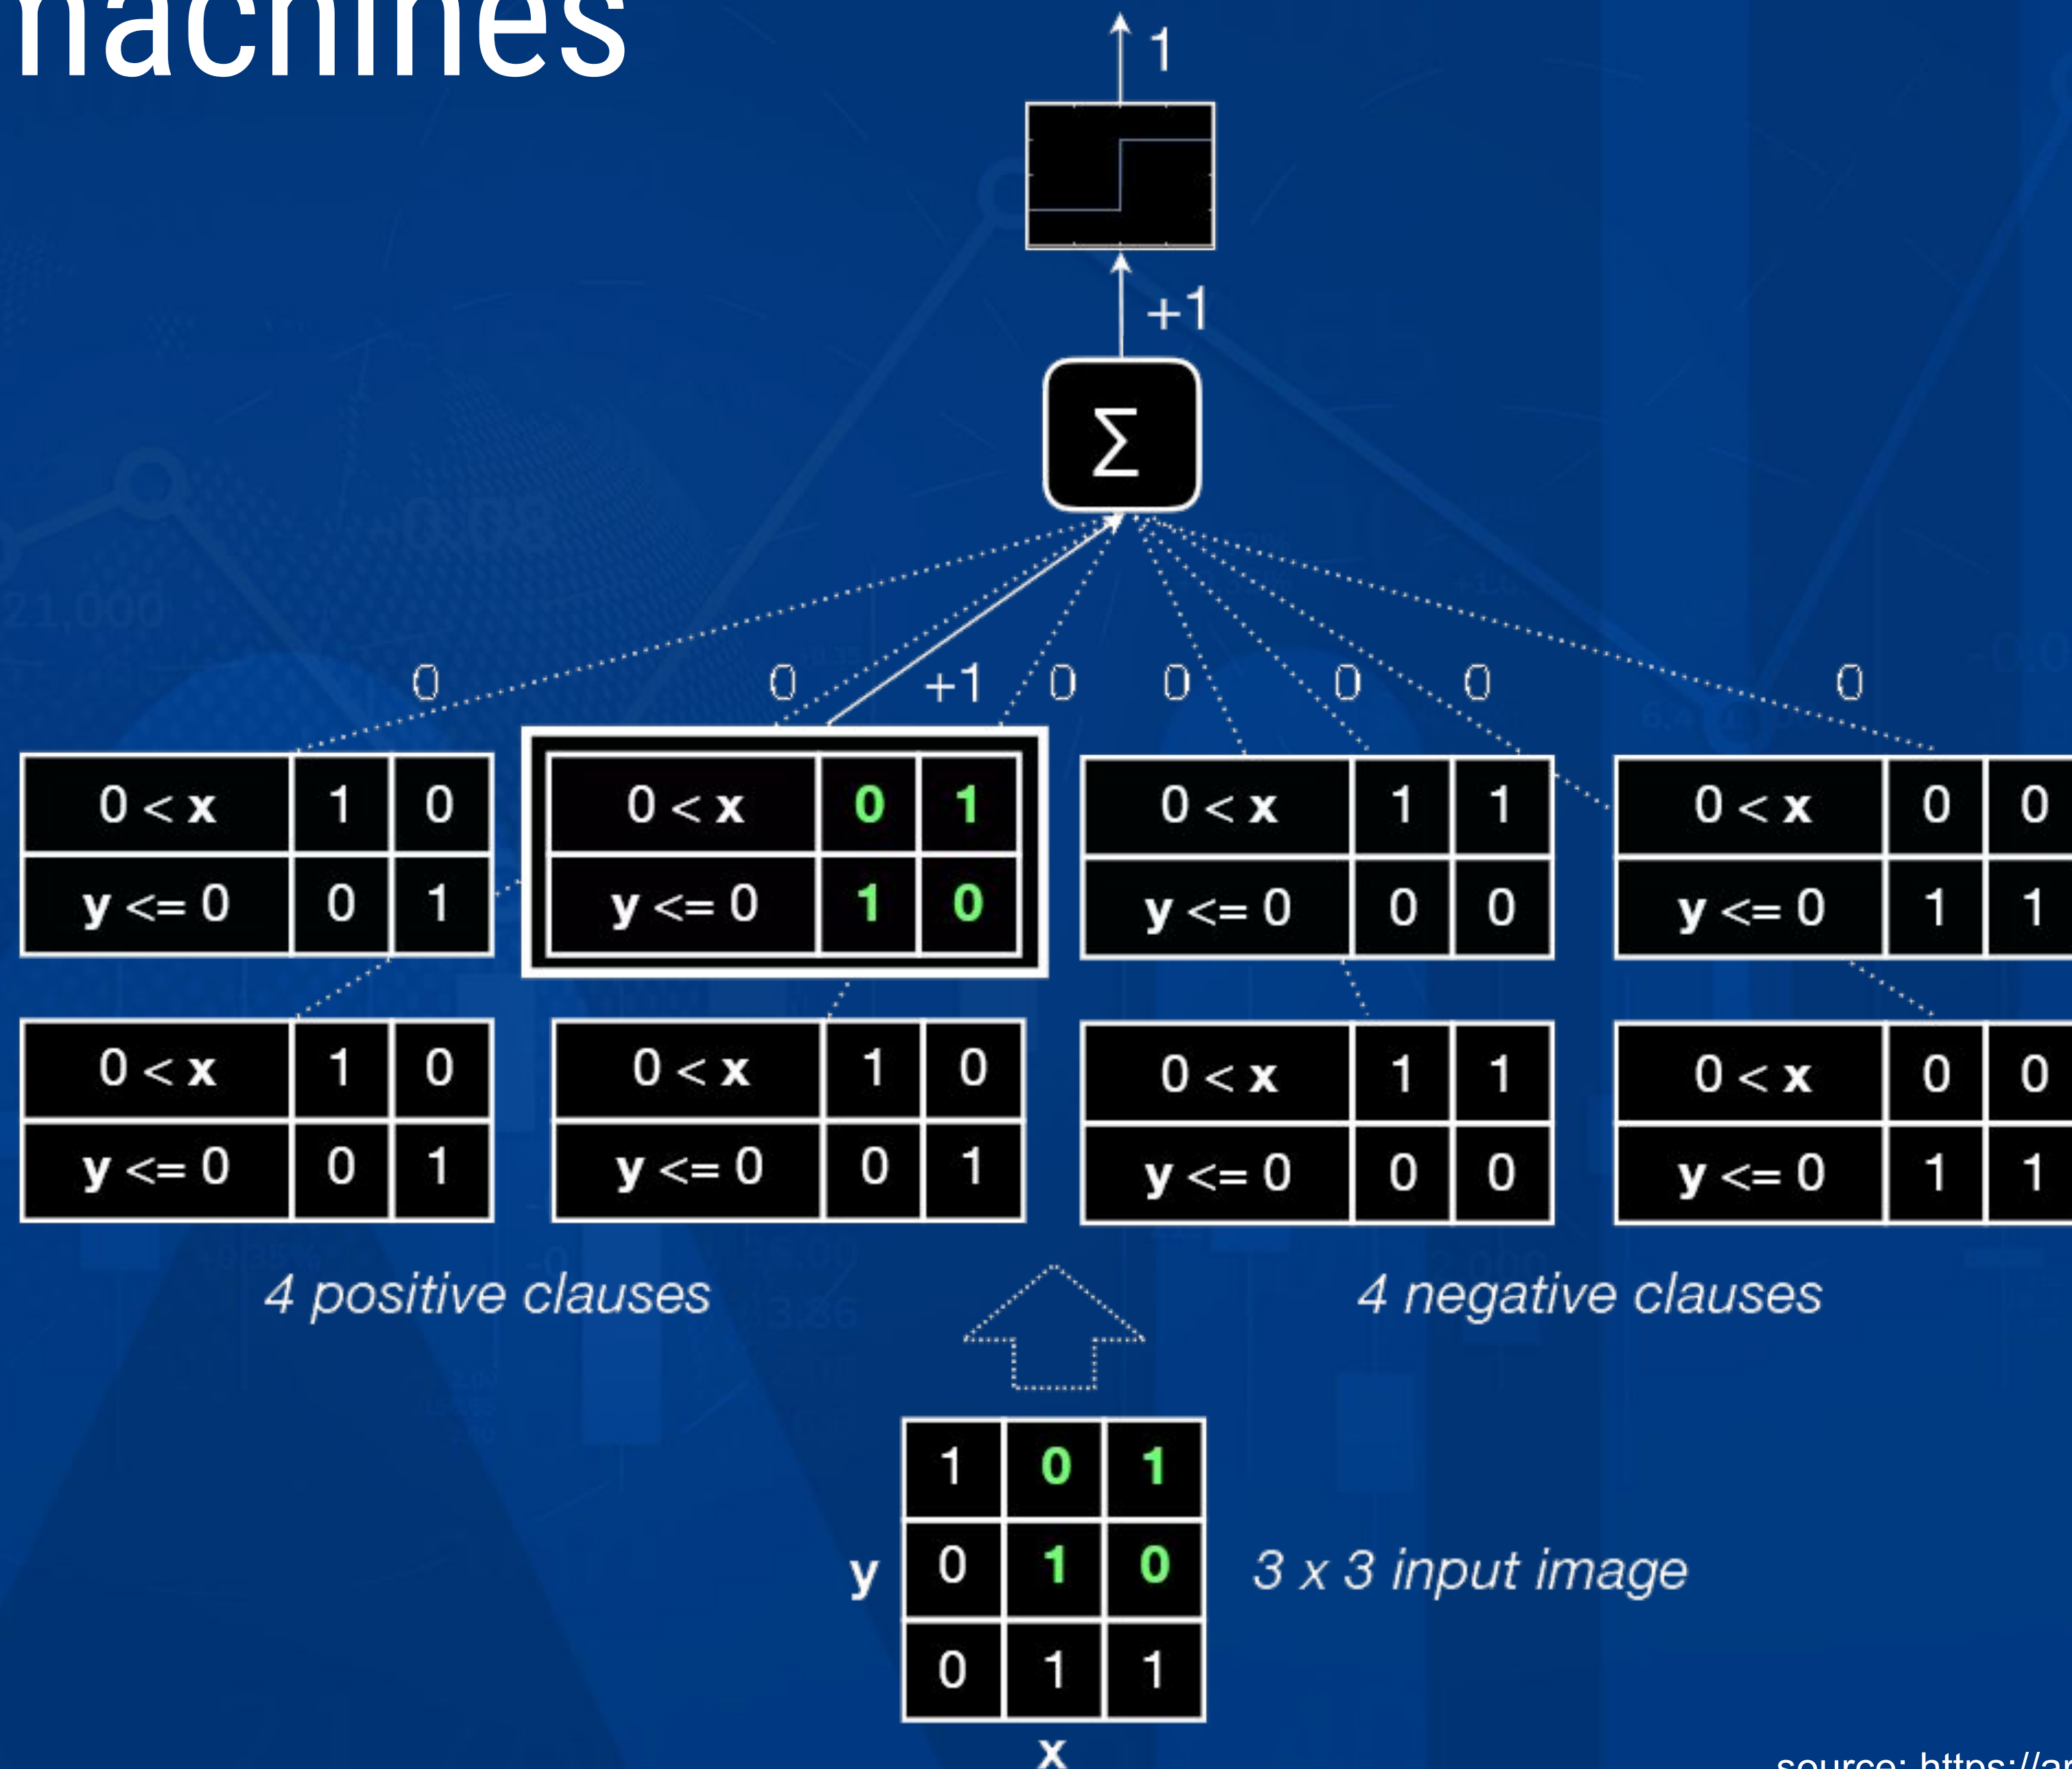 machines
1
+1
Σ
0 0 +1 0 0 0 0 0
0 < x 1 0
y <= 0 0 1
0 < x 0 1
y <= 0 1 0
0 < x 1 1
y <= 0 0 0
0 < x 0 0
y <= 0 1 1
0 < x 1 0
y <= 0 0 1
0 < x 1 0
y <= 0 0 1
0 < x 1 1
y <= 0 0 0
0 < x 0 0
y <= 0 1 1
4 positive clauses
4 negative clauses
1 0 1
y 0 1 0
3 x 3 input image
0 1 1
x
source: https://ar